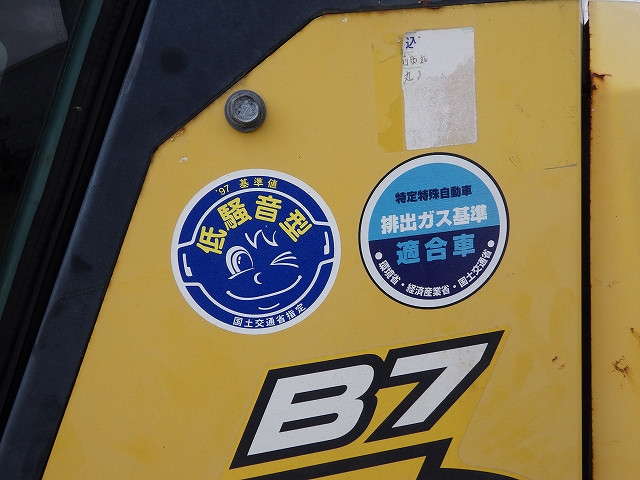 込
'97 基準値
低騒音型
国土交通省指定
特定特殊自動車
排出ガス基準
適合車
●環境省・経済産業省・国土交通省●
B7